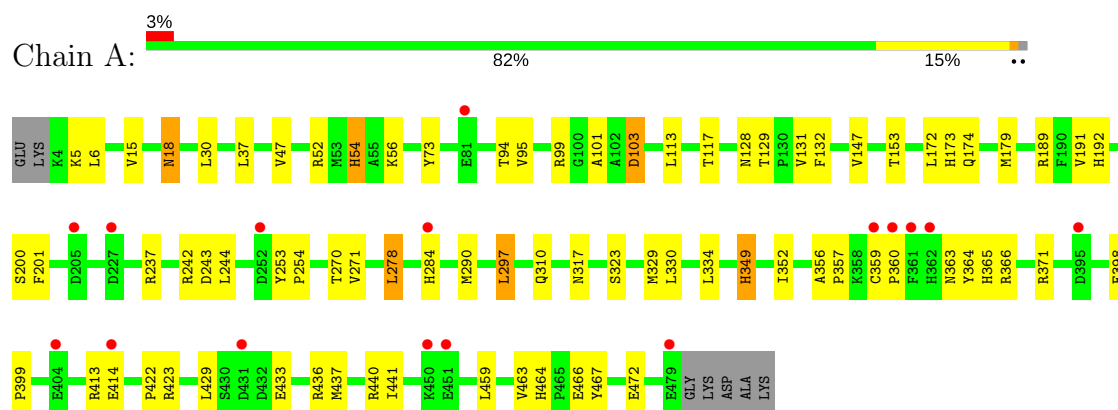 3%
Chain A:
82% 15% ••
GLU LYS K4 K5 L6 V15 N18 L30 L37 V47 R52 M53 H54 A55 K56 Y73 E81 T94 V95 R99 G100 A101 A102 D103 L113 T117 N128 T129 P130 V131 F132 V147 T153 L172 H173 Q174 M179 R189 F190 V191 H192
S200 F201 D205 D227 R237 R242 D243 L244 D252 Y253 P254 T270 V271 L278 H284 M290 L297 Q310 N317 S323 M329 L330 L334 H349 I352 A356 P357 K358 C359 P360 F361 H362 N363 Y364 H365 R366 R371 D395
P399 E404 R413 E414 P422 R423 L429 S430 D431 D432 E433 R436 M437 R440 I441 K450 E451 L459 V463 H464 P465 E466 Y467 E472 E479 GLY LYS ASP ALA LYS